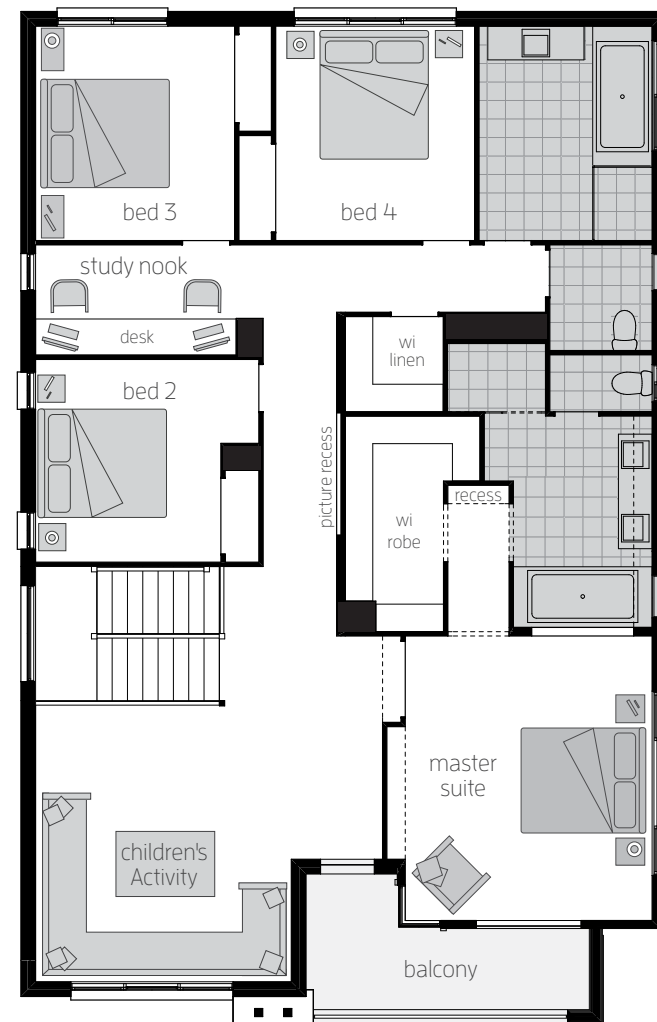 bed 3
bed 4
study nook
desk
wi
linen
bed 2
picture recess
recess
wi
robe
master
suite
children's
Activity
balcony